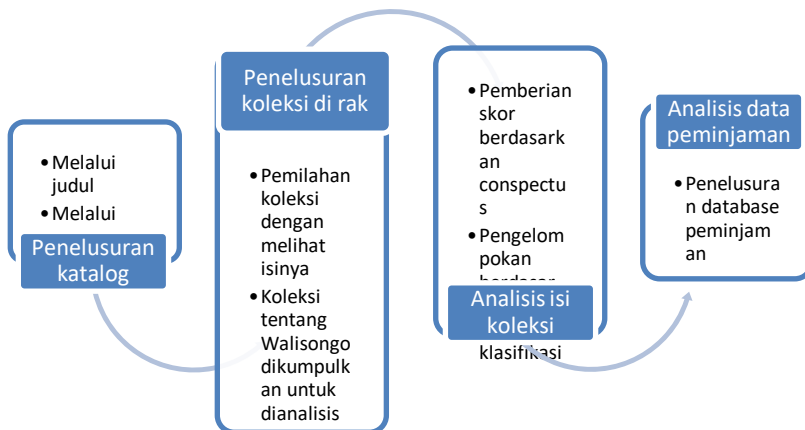 • Melalui
judul
• Melalui
Penelusuran
katalog
Penelusuran
koleksi di rak
• Pemilahan
koleksi
dengan
melihat
isinya
• Koleksi
tentang
Walisongo
dikumpulk
an untuk
dianalisis
• Pemberian
skor
berdasark
an
conspectu
s
• Pengelom
pokan
Analisis isi
koleksi
klasifikasi
Analisis data
peminjaman
• Penelusura
n database
peminjam
an